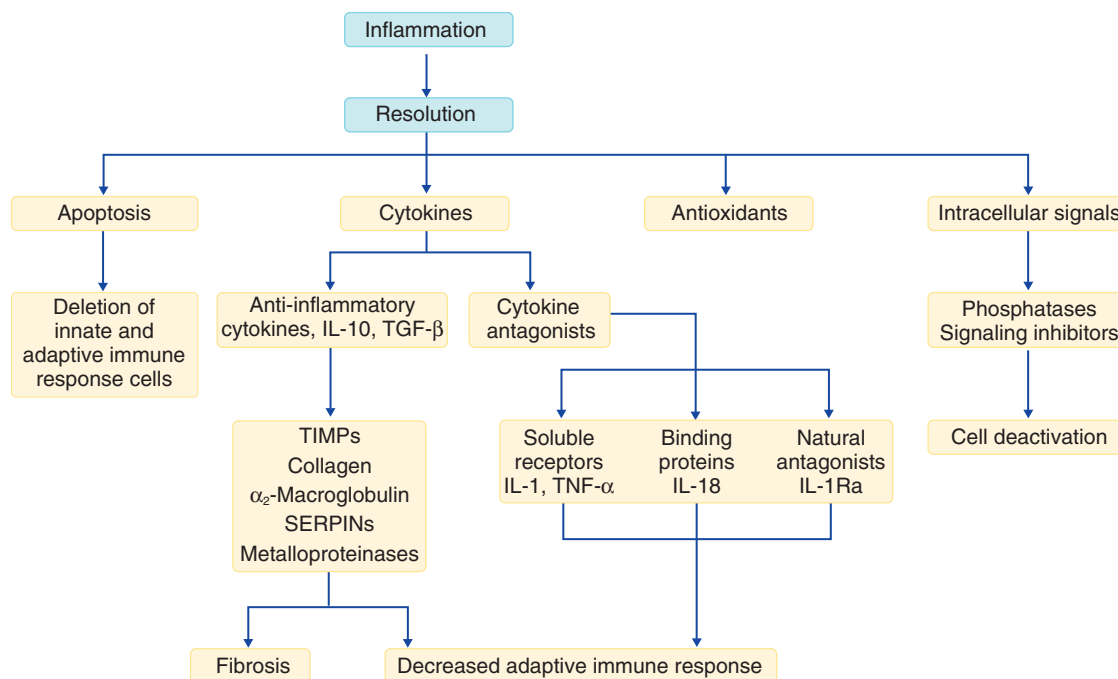 Inflammation
Resolution
Apoptosis
Cytokines
Antioxidants
Intracellular signals
Deletion of
innate and
adaptive immune
response cells
Anti-inflammatory
cytokines, IL-10, TGF-β
Cytokine
antagonists
Phosphatases
Signaling inhibitors
TIMPs
Collagen
α₂-Macroglobulin
SERPINs
Metalloproteinases
Soluble
receptors
IL-1, TNF-α
Binding
proteins
IL-18
Natural
antagonists
IL-1Ra
Cell deactivation
Fibrosis
Decreased adaptive immune response